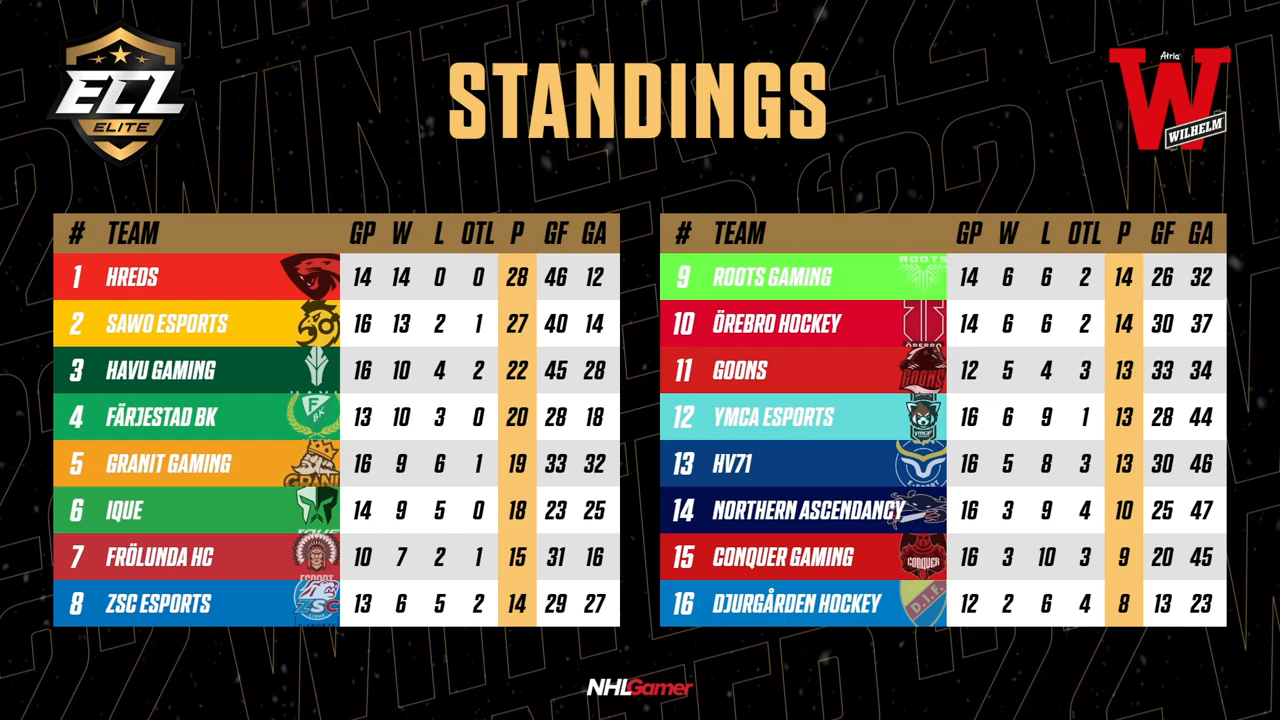 ECL
ELITE
STANDINGS
Atria
W
WILHELM
# TEAM GP W L OTL P GF GA
1 HREDS 14 14 0 0 28 46 12
2 SAWO ESPORTS 16 13 2 1 27 40 14
3 HAVU GAMING 16 10 4 2 22 45 28
4 FÄRJESTAD BK 13 10 3 0 20 28 18
5 GRANIT GAMING 16 9 6 1 19 33 32
6 IQUE 14 9 5 0 18 23 25
7 FRÖLUNDA HC 10 7 2 1 15 31 16
8 ZSC ESPORTS 13 6 5 2 14 29 27
# TEAM GP W L OTL P GF GA
9 ROOTS GAMING 14 6 6 2 14 26 32
10 ÖREBRO HOCKEY 14 6 6 2 14 30 37
11 GOONS 12 5 4 3 13 33 34
12 YMCA ESPORTS 16 6 9 1 13 28 44
13 HV71 16 5 8 3 13 30 46
14 NORTHERN ASCENDANCY 16 3 9 4 10 25 47
15 CONQUER GAMING 16 3 10 3 9 20 45
16 DJURGÅRDEN HOCKEY 12 2 6 4 8 13 23
NHLGamer